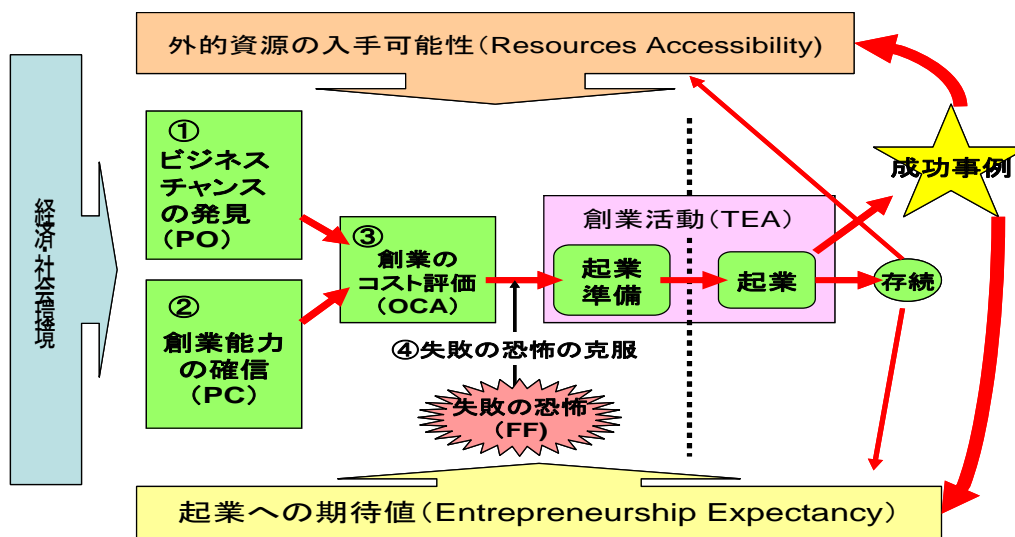 外的資源の入手可能性(Resources Accessibility)
経済・社会環境
①
ビジネス
チャンス
の発見
(PO)
②
創業能力
の確信
(PC)
③
創業の
コスト評価
(OCA)
④失敗の恐怖の克服
失敗の恐怖
(FF)
創業活動(TEA)
起業
準備
起業
存続
成功事例
起業への期待値(Entrepreneurship Expectancy)